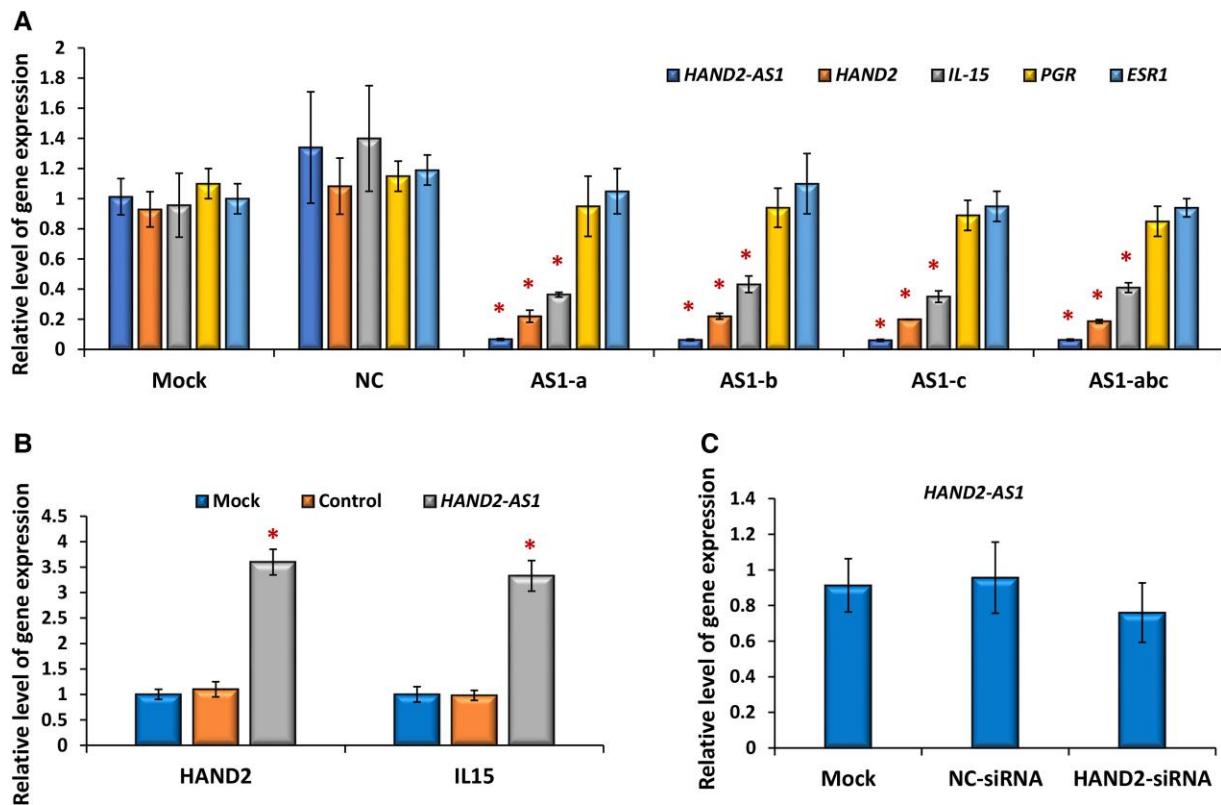 A
Relative level of gene expression
2
1.8
1.6
1.4
1.2
1
0.8
0.6
0.4
0.2
0
HAND2-AS1 HAND2 IL-15 PGR ESR1
* * *
* * *
* * *
* * *
Mock NC AS1-a AS1-b AS1-c AS1-abc
B
Relative level of gene expression
Mock Control HAND2-AS1
4.5
4
3.5
3
2.5
2
1.5
1
0.5
0
* *
HAND2 IL15
C
Relative level of gene expression
HAND2-AS1
1.4
1.2
1
0.8
0.6
0.4
0.2
0
Mock NC-siRNA HAND2-siRNA